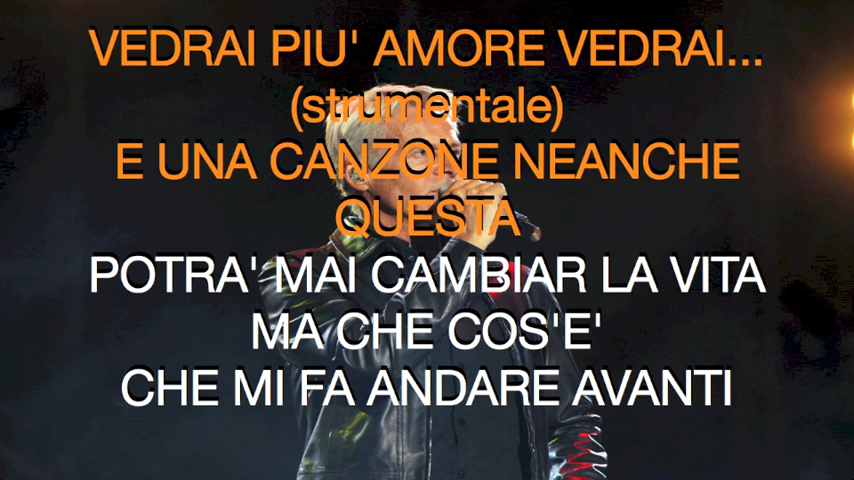 VEDRAI PIU' AMORE VEDRAI...
(strumentale)
E UNA CANZONE NEANCHE
QUESTA
POTRA' MAI CAMBIAR LA VITA
MA CHE COS'E'
CHE MI FA ANDARE AVANTI